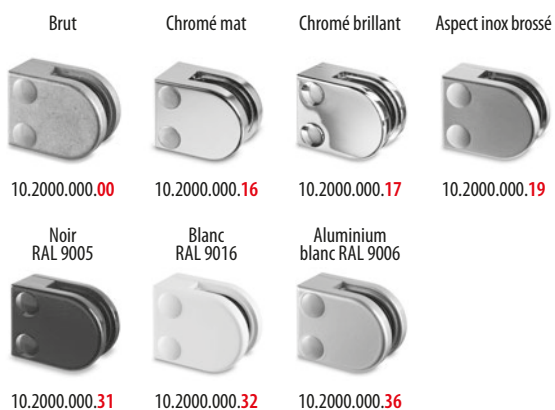 Brut
Chromé mat
Chromé brillant
Aspect inox brossé
10.2000.000.00
10.2000.000.16
10.2000.000.17
10.2000.000.19
Noir
RAL 9005
Blanc
RAL 9016
Aluminium
blanc RAL 9006
10.2000.000.31
10.2000.000.32
10.2000.000.36